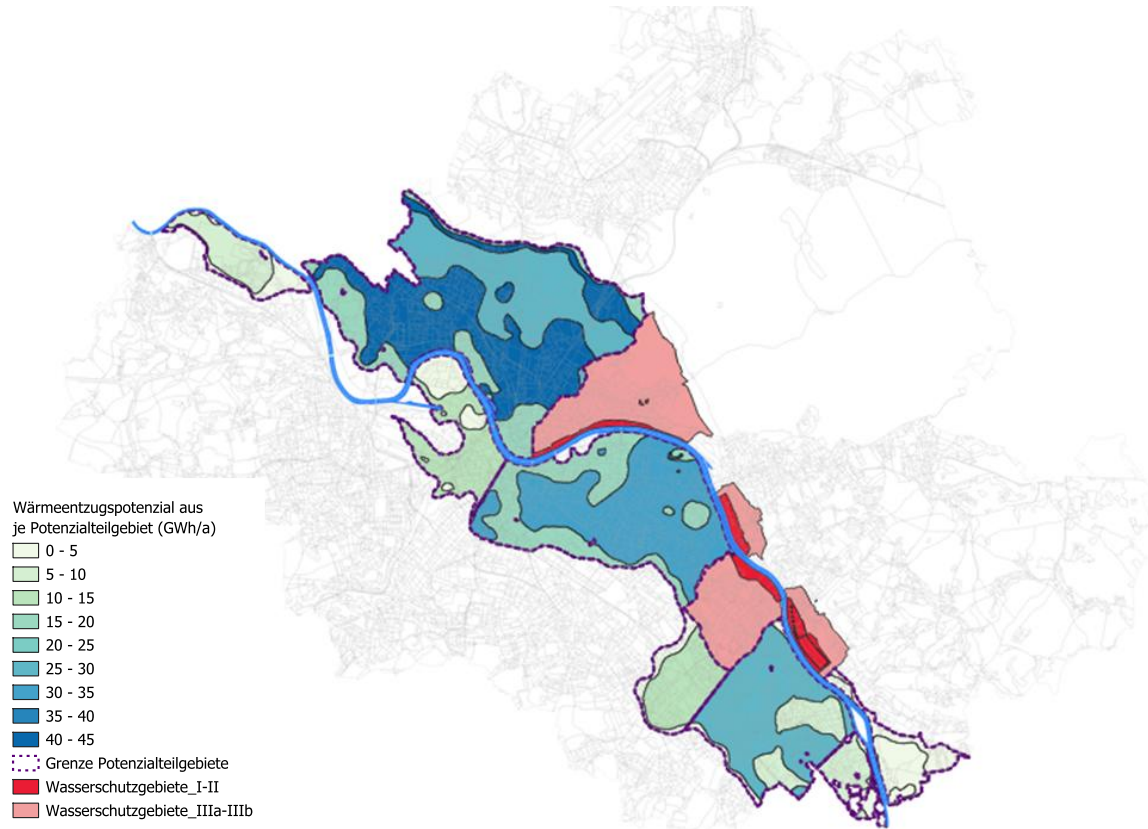 Wärmeentzugspotenzial aus
je Potenzialteilgebiet (GWh/a)
0 - 5
5 - 10
10 - 15
15 - 20
20 - 25
25 - 30
30 - 35
35 - 40
40 - 45
Grenze Potenzialteilgebiete
Wasserschutzgebiete_I-II
Wasserschutzgebiete_IIIa-IIIb